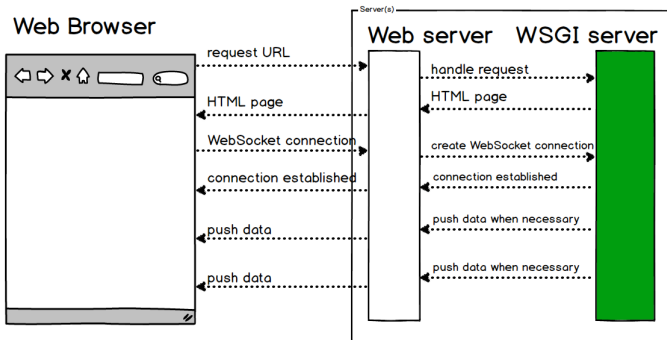 Server(s)
Web Browser
Web server
WSGI server
request URL
handle request
HTML page
HTML page
WebSocket connection
create WebSocket connection
connection established
connection established
push data
push data when necessary
push data
push data when necessary